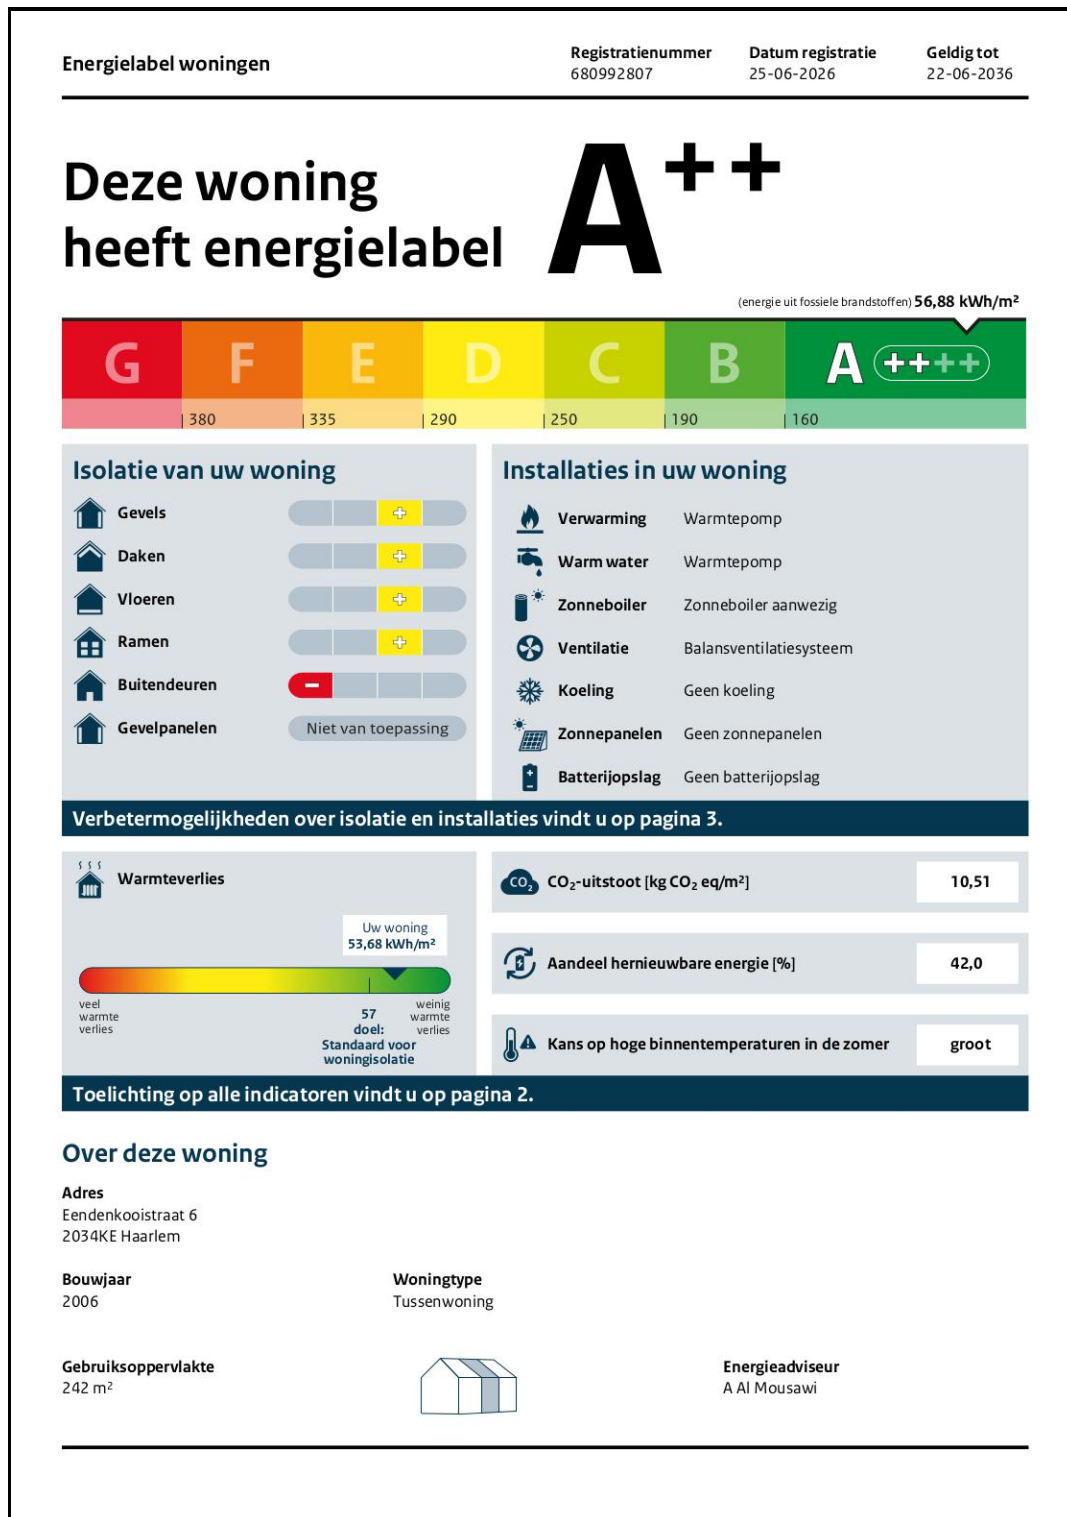 Energielabel woningen
Registratienummer
680992807
Datum registratie
25-06-2026
Geldig tot
22-06-2036
Deze woning
heeft energielabel
A++
(energie uit fossiele brandstoffen) 56,88 kWh/m²
G F E D C B A ++++
380 335 290 250 190 160
Isolatie van uw woning
Gevels +
Daken +
Vloeren +
Ramen +
Buitendeuren −
Gevelpanelen Niet van toepassing
Installaties in uw woning
Verwarming Warmtepomp
Warm water Warmtepomp
Zonneboiler Zonneboiler aanwezig
Ventilatie Balansventilatiesysteem
Koeling Geen koeling
Zonnepanelen Geen zonnepanelen
Batterijopslag Geen batterijopslag
Verbetermogelijkheden over isolatie en installaties vindt u op pagina 3.
Warmteverlies
Uw woning
53,68 kWh/m²
veel
warmte
verlies
57
doel:
Standaard voor
woningisolatie
weinig
warmte
verlies
CO₂ CO₂-uitstoot [kg CO₂ eq/m²] 10,51
Aandeel hernieuwbare energie [%] 42,0
Kans op hoge binnentemperaturen in de zomer groot
Toelichting op alle indicatoren vindt u op pagina 2.
Over deze woning
Adres
Eendenkooistraat 6
2034KE Haarlem
Bouwjaar
2006
Woningtype
Tussenwoning
Gebruiksoppervlakte
242 m²
Energieadviseur
A Al Mousawi